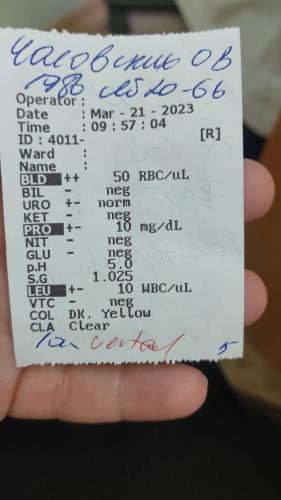 Часовских ОВ
1980
Operator :
Date : Mar - 21 - 2023
Time : 09 : 57 : 04
ID : 4011- [R]
Ward :
Name :
BLD ++ 50 RBC/uL
BIL - neg
URO +- norm
KET - neg
PRO +- 10 mg/dL
NIT - neg
GLU - neg
p.H 5.0
S.G 1.025
LEU +- 10 WBC/uL
VTC - neg
COL DK. Yellow
CLA Clear
5